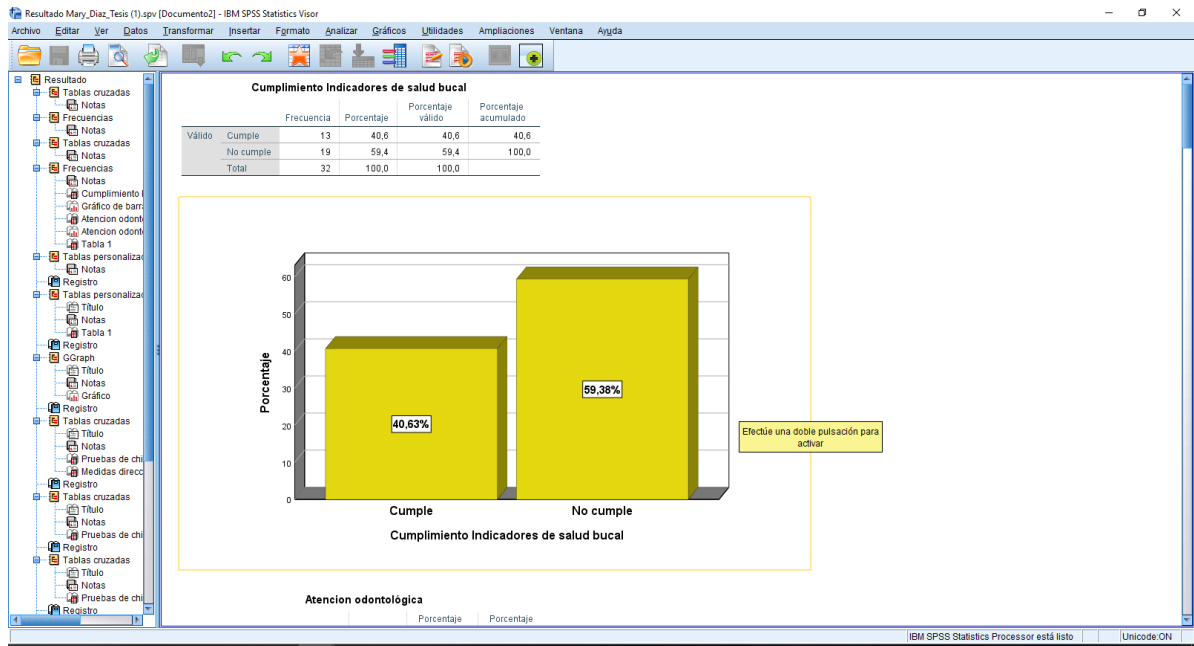 Resultado Mary_Diaz_Tesis (1).spv [Documento2] - IBM SPSS Statistics Visor
Archivo Editar Ver Datos Transformar Insertar Formato Analizar Gráficos Utilidades Ampliaciones Ventana Ayuda
Resultado
Tablas cruzadas
Notas
Frecuencias
Notas
Tablas cruzadas
Notas
Frecuencias
Notas
Cumplimiento I
Gráfico de barr
Atencion odont
Atencion odont
Tabla 1
Tablas personaliza
Notas
Registro
Tablas personaliza
Título
Notas
Tabla 1
Registro
GGraph
Título
Notas
Gráfico
Registro
Tablas cruzadas
Título
Notas
Pruebas de chi
Medidas direcc
Registro
Tablas cruzadas
Título
Notas
Pruebas de chi
Registro
Tablas cruzadas
Título
Notas
Pruebas de chi
Registro
Cumplimiento Indicadores de salud bucal
Frecuencia Porcentaje Porcentaje válido Porcentaje acumulado
Válido Cumple 13 40,6 40,6 40,6
No cumple 19 59,4 59,4 100,0
Total 32 100,0 100,0
Porcentaje
60
50
40
30
20
10
0
40,63%
59,38%
Cumple No cumple
Cumplimiento Indicadores de salud bucal
Efectúe una doble pulsación para
activar
Atencion odontológica
Porcentaje Porcentaje
IBM SPSS Statistics Processor está listo Unicode:ON